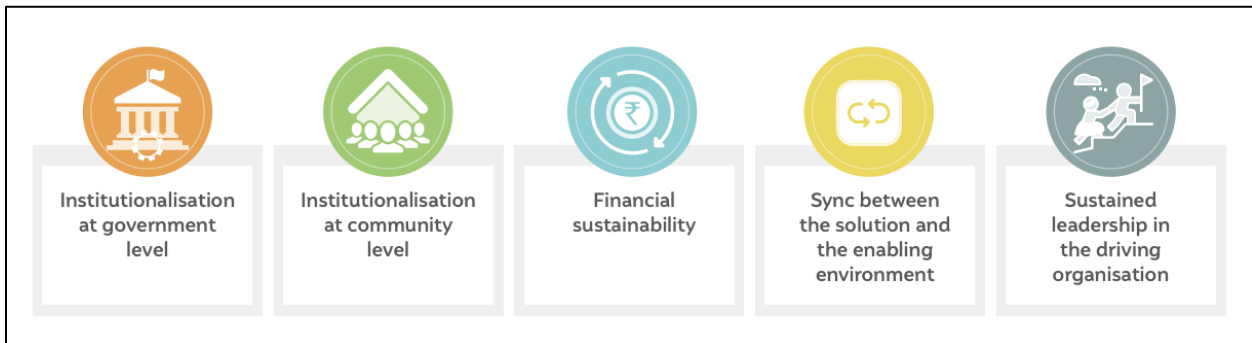 ₹
Institutionalisation
at government
level
Institutionalisation
at community
level
Financial
sustainability
Sync between
the solution and
the enabling
environment
Sustained
leadership in
the driving
organisation